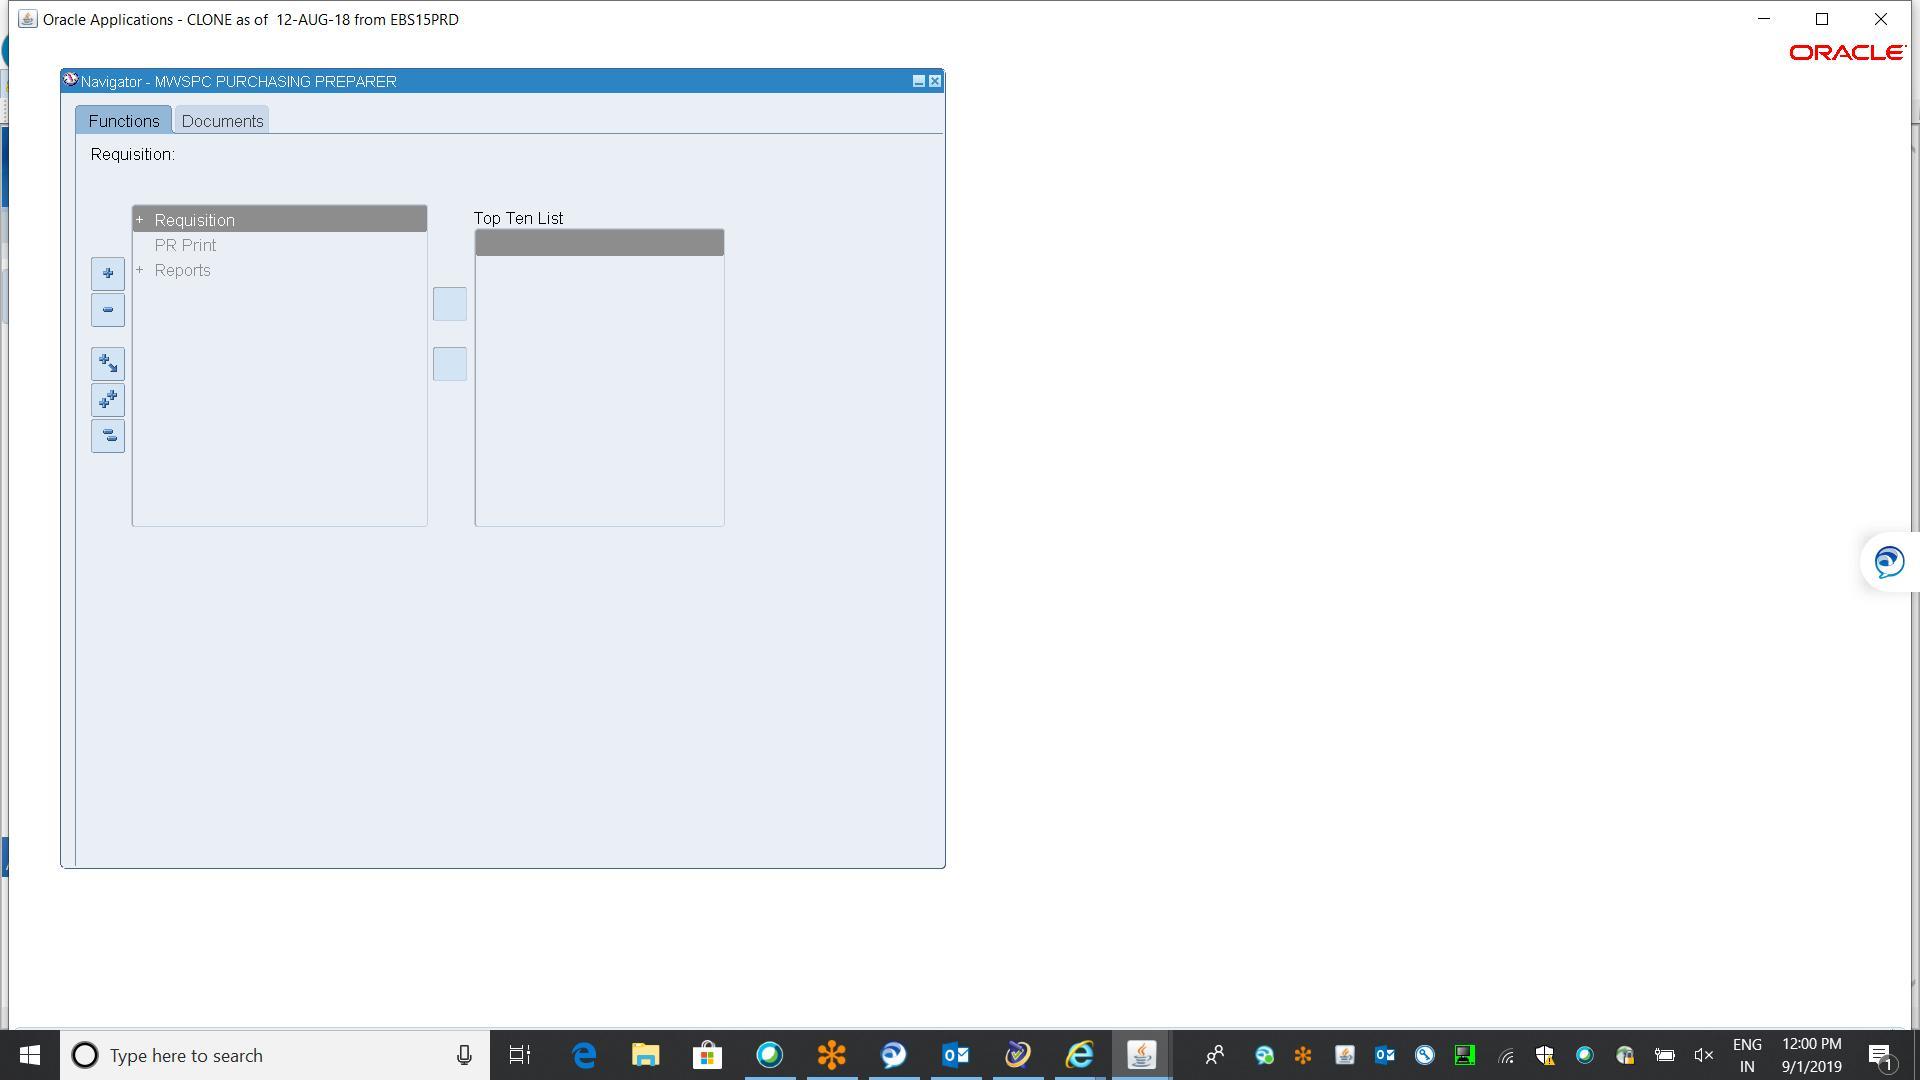 Oracle Applications - CLONE as of  12-AUG-18 from EBS15PRD
ORACLE
Navigator - MWSPC PURCHASING PREPARER
Functions Documents
Requisition:
+ Requisition
Top Ten List
PR Print
+ Reports
Type here to search
ENG
IN
12:00 PM
9/1/2019
1